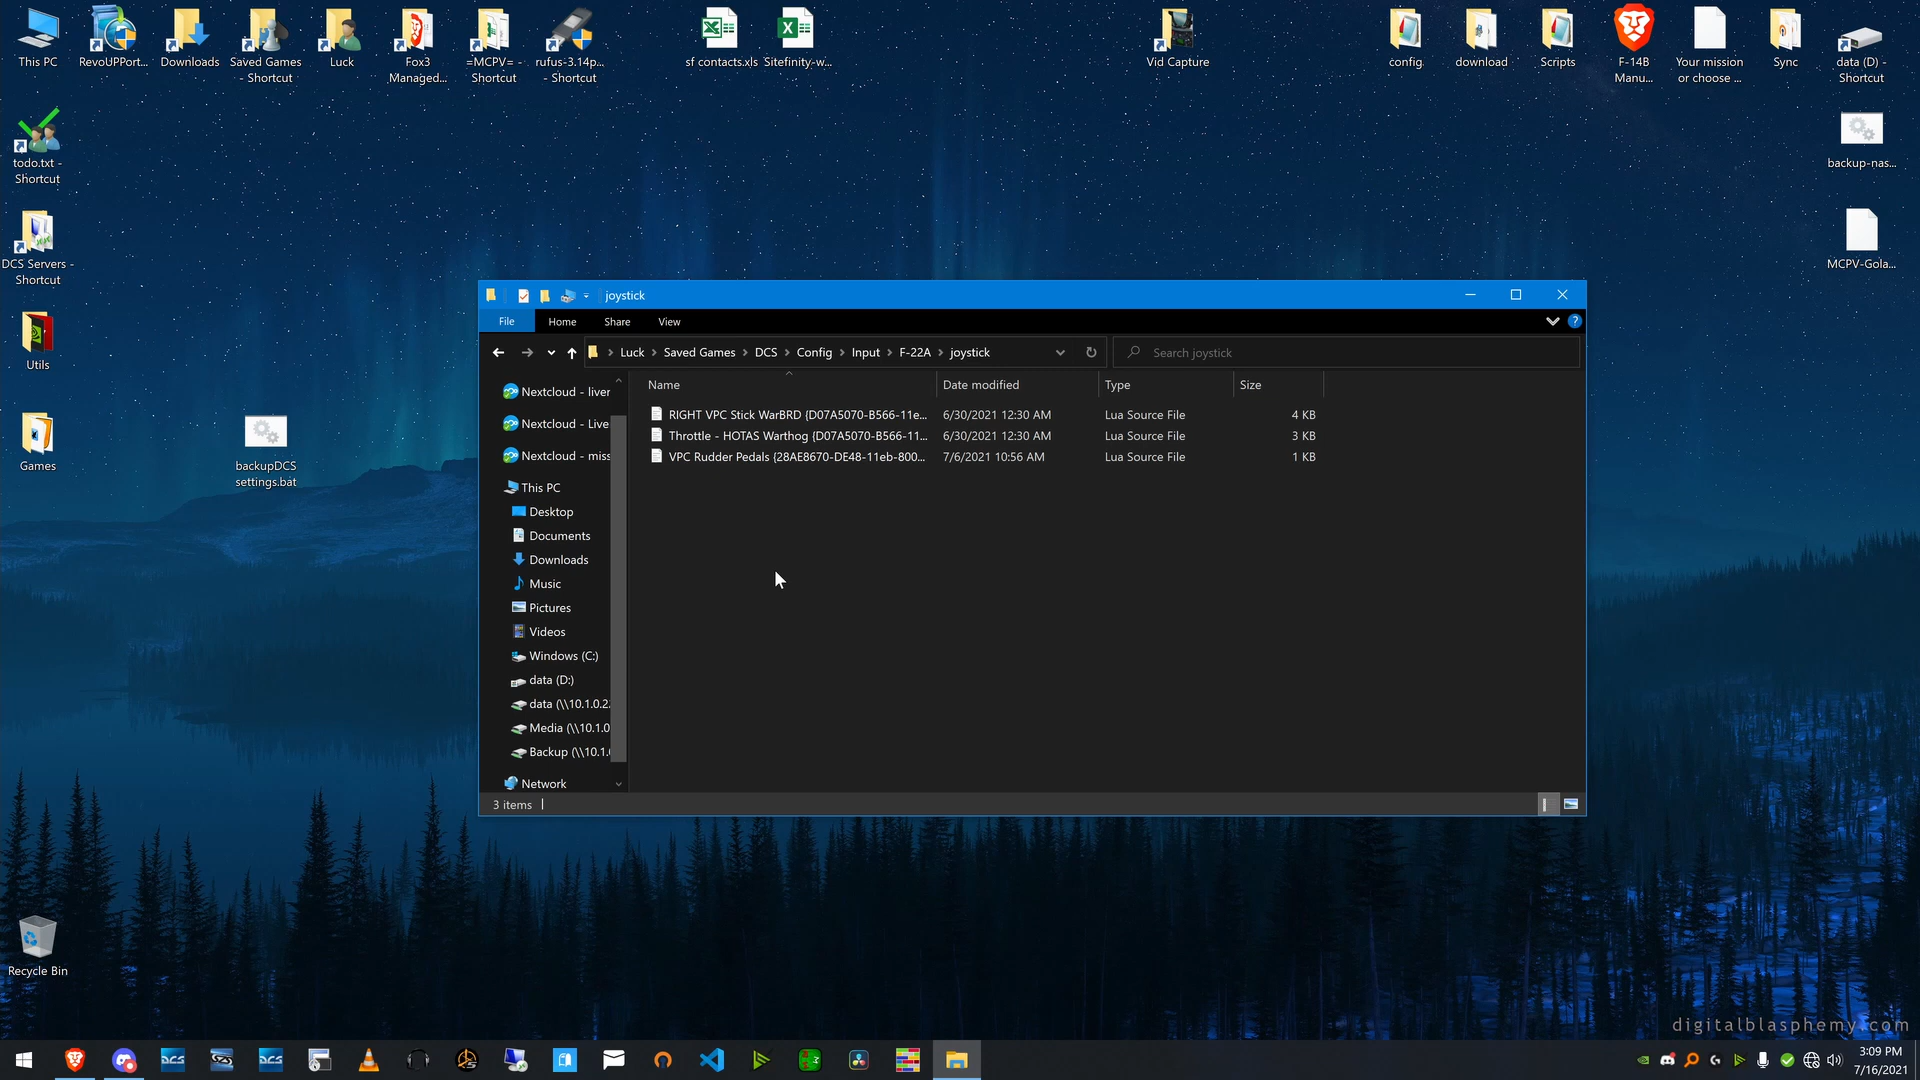 This PC
RevoUPPort...
Downloads
Saved Games
- Shortcut
Luck
Fox3
Managed...
=MCPV= -
Shortcut
rufus-3.14p...
- Shortcut
sf contacts.xls
Sitefinity-w...
Vid Capture
config
download
Scripts
F-14B
Manu...
Your mission
or choose ...
Sync
data (D) -
Shortcut
todo.txt -
Shortcut
backup-nas...
DCS Servers -
Shortcut
MCPV-Gola...
Utils
Games
backupDCS
settings.bat
Recycle Bin
joystick
File
Home
Share
View
?
Luck
Saved Games
DCS
Config
Input
F-22A
joystick
Search joystick
Name
Date modified
Type
Size
RIGHT VPC Stick WarBRD {D07A5070-B566-11e... 6/30/2021 12:30 AM Lua Source File 4 KB
Throttle - HOTAS Warthog {D07A5070-B566-11... 6/30/2021 12:30 AM Lua Source File 3 KB
VPC Rudder Pedals {28AE8670-DE48-11eb-800... 7/6/2021 10:56 AM Lua Source File 1 KB
Nextcloud - liver
Nextcloud - Live
Nextcloud - miss
This PC
Desktop
Documents
Downloads
Music
Pictures
Videos
Windows (C:)
data (D:)
data (\\10.1.0.2
Media (\\10.1.0
Backup (\\10.1.
Network
3 items
digitalblasphemy.com
DCS
DCS
3:09 PM
7/16/2021